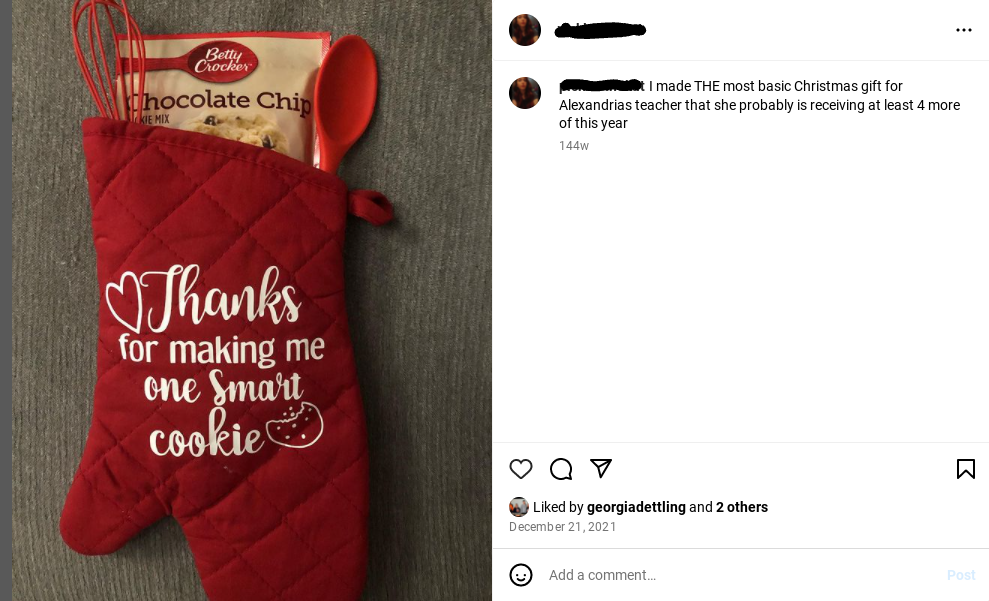 Betty
Crocker
Chocolate Chip
KIE MIX
Thanks
for making me
one Smart
cookie
I made THE most basic Christmas gift for
Alexandrias teacher that she probably is receiving at least 4 more
of this year
144w
Liked by georgiadettling and 2 others
December 21, 2021
Add a comment...
Post